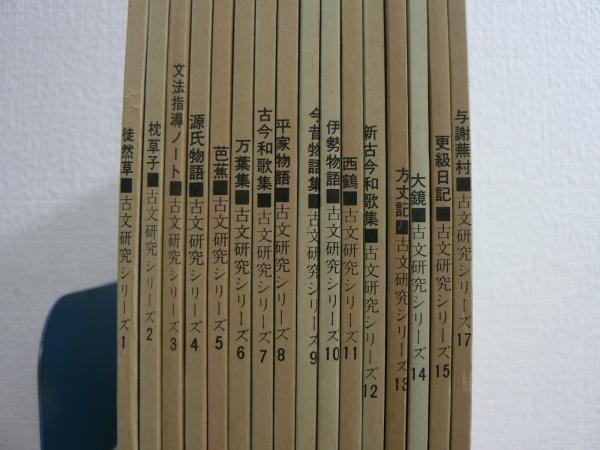 徒然草■古文研究シリーズ1
枕草子■古文研究シリーズ2
文法指導ノート■古文研究シリーズ3
源氏物語■古文研究シリーズ4
芭蕉■古文研究シリーズ5
万葉集■古文研究シリーズ6
古今和歌集■古文研究シリーズ7
平家物語■古文研究シリーズ8
今昔物語集■古文研究シリーズ9
伊勢物語■古文研究シリーズ10
西鶴■古文研究シリーズ11
新古今和歌集■古文研究シリーズ12
方丈記■古文研究シリーズ13
大鏡■古文研究シリーズ14
更級日記■古文研究シリーズ15
与謝蕪村■古文研究シリーズ17